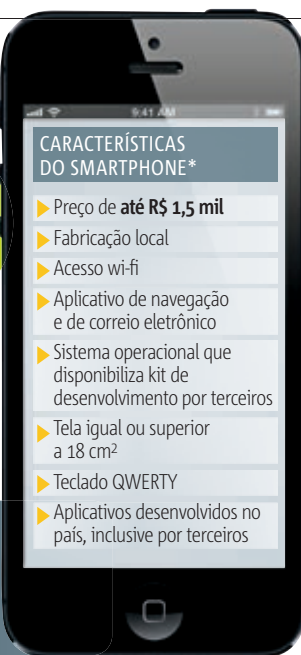 9:41 AM
CARACTERÍSTICAS
DO SMARTPHONE*
Preço de até R$ 1,5 mil
Fabricação local
Acesso wi-fi
Aplicativo de navegação
e de correio eletrônico
Sistema operacional que
disponibiliza kit de
desenvolvimento por terceiros
Tela igual ou superior
a 18 cm²
Teclado QWERTY
Aplicativos desenvolvidos no
país, inclusive por terceiros